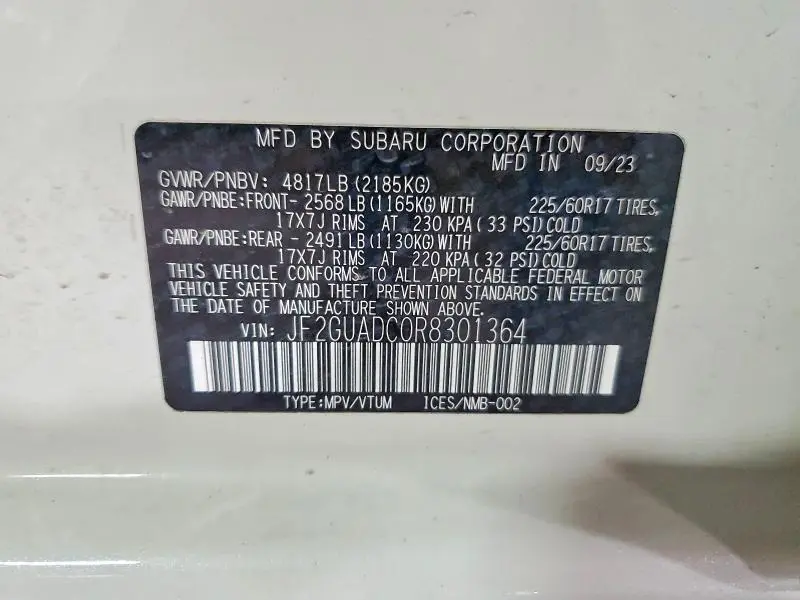 MFD BY SUBARU CORPORATION
MFD IN 09/23
GVWR/PNBV: 4817LB (2185KG)
GAWR/PNBE:FRONT- 2568 LB (1165KG) WITH 225/60R17 TIRES,
17X7J RIMS AT 230 KPA ( 33 PSI) COLD
GAWR/PNBE:REAR - 2491 LB (1130KG) WITH 225/60R17 TIRES,
17X7J RIMS AT 220 KPA ( 32 PSI) COLD
THIS VEHICLE CONFORMS TO ALL APPLICABLE FEDERAL MOTOR
VEHICLE SAFETY AND THEFT PREVENTION STANDARDS IN EFFECT ON
THE DATE OF MANUFACTURE SHOWN ABOVE.
VIN: JF2GUADC0R8301364
TYPE:MPV/VTUM ICES/NMB-002